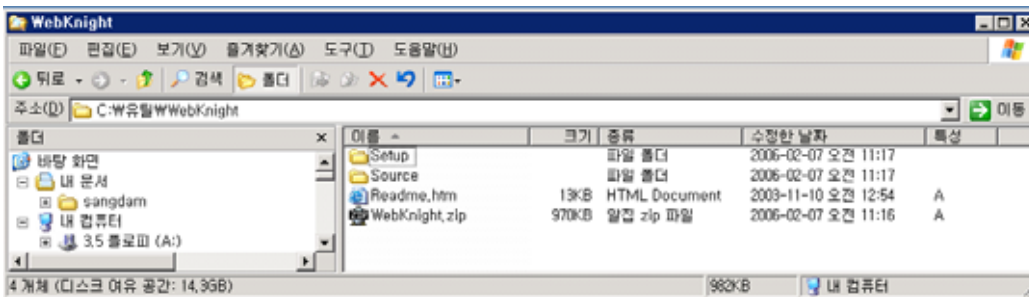 WebKnight
파일(F) 편집(E) 보기(V) 즐겨찾기(A) 도구(T) 도움말(H)
뒤로 검색 폴더
주소(D) C:₩유틸₩WebKnight 이동
폴더 x 이름 크기 종류 수정한 날짜 특성
바탕 화면
내 문서
sangdam
내 컴퓨터
3.5 플로피 (A:)
Setup 파일 폴더 2006-02-07 오전 11:17
Source 파일 폴더 2006-02-07 오전 11:17
Readme.htm 13KB HTML Document 2003-11-10 오전 12:54 A
WebKnight.zip 970KB 알집 zip 파일 2006-02-07 오전 11:16 A
4 개체 (디스크 여유 공간: 14.3GB) 982KB 내 컴퓨터